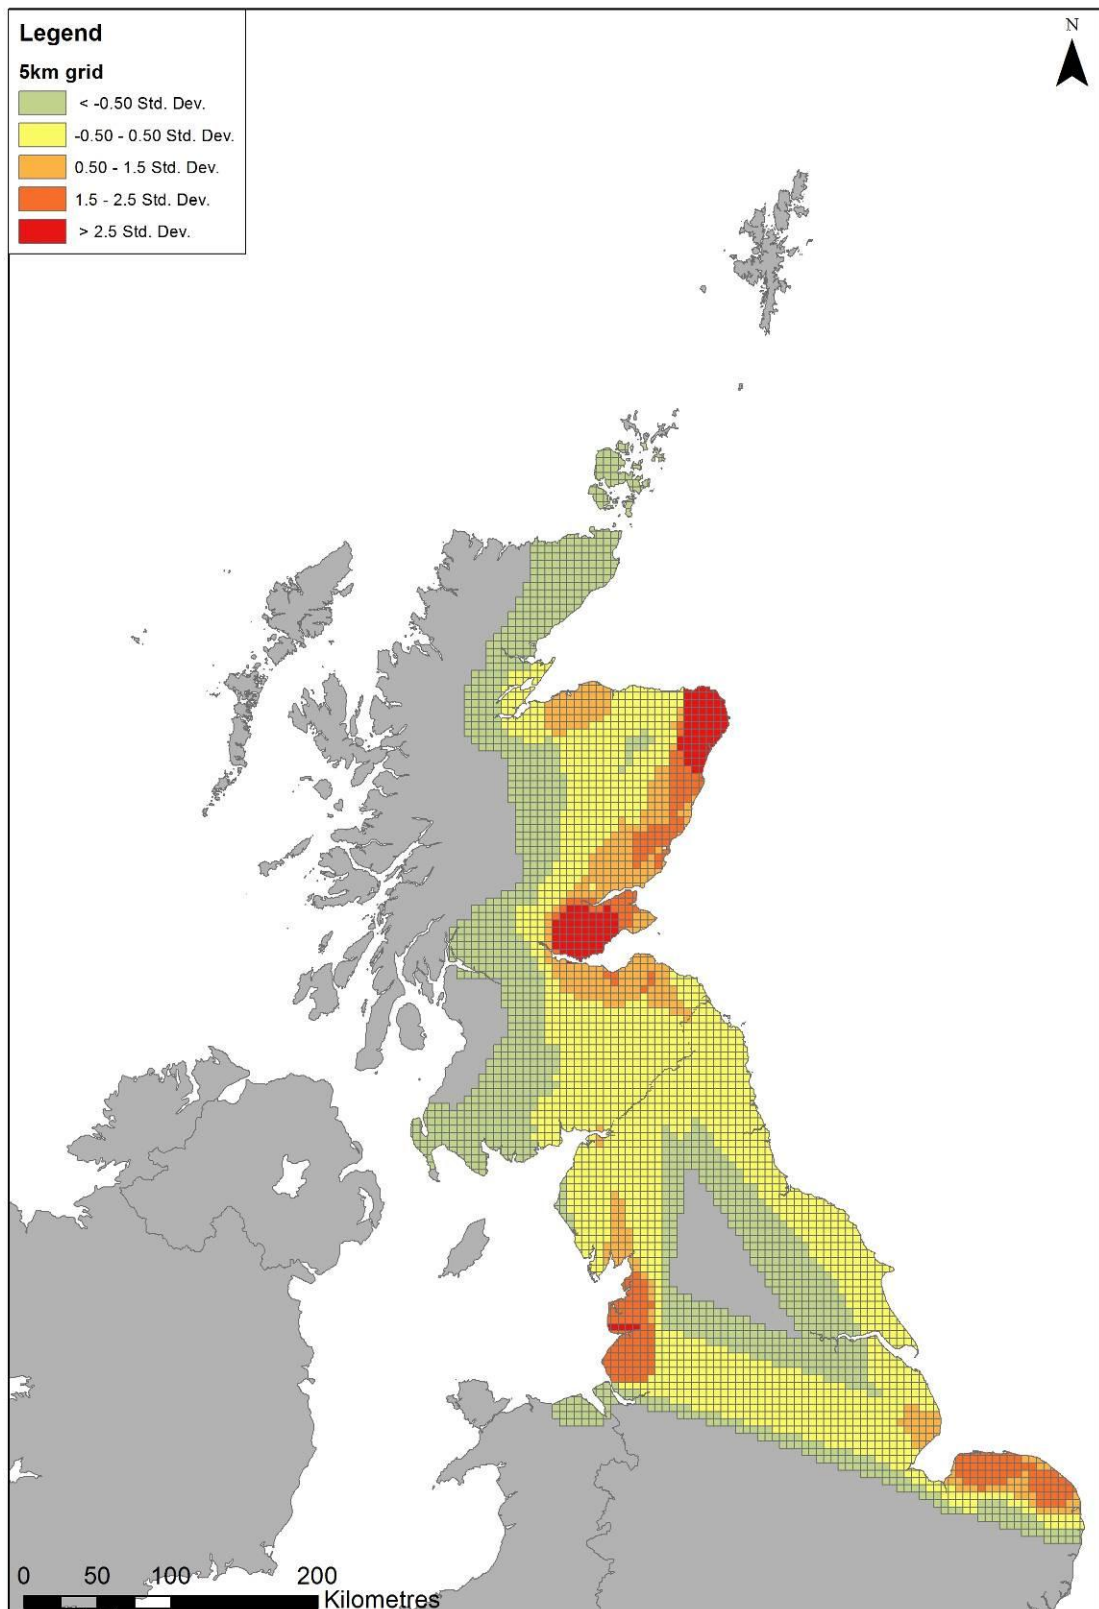 Legend
N
5km grid
< -0.50 Std. Dev.
-0.50 - 0.50 Std. Dev.
0.50 - 1.5 Std. Dev.
1.5 - 2.5 Std. Dev.
> 2.5 Std. Dev.
0 50 100 200
Kilometres